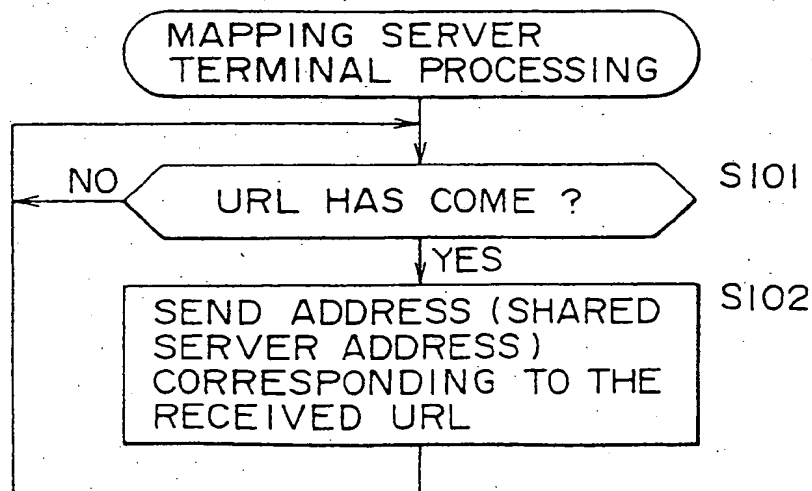 MAPPING SERVER
TERMINAL PROCESSING
NO
URL HAS COME ?
S101
YES
S102
SEND ADDRESS (SHARED
SERVER ADDRESS)
CORRESPONDING TO THE
RECEIVED URL